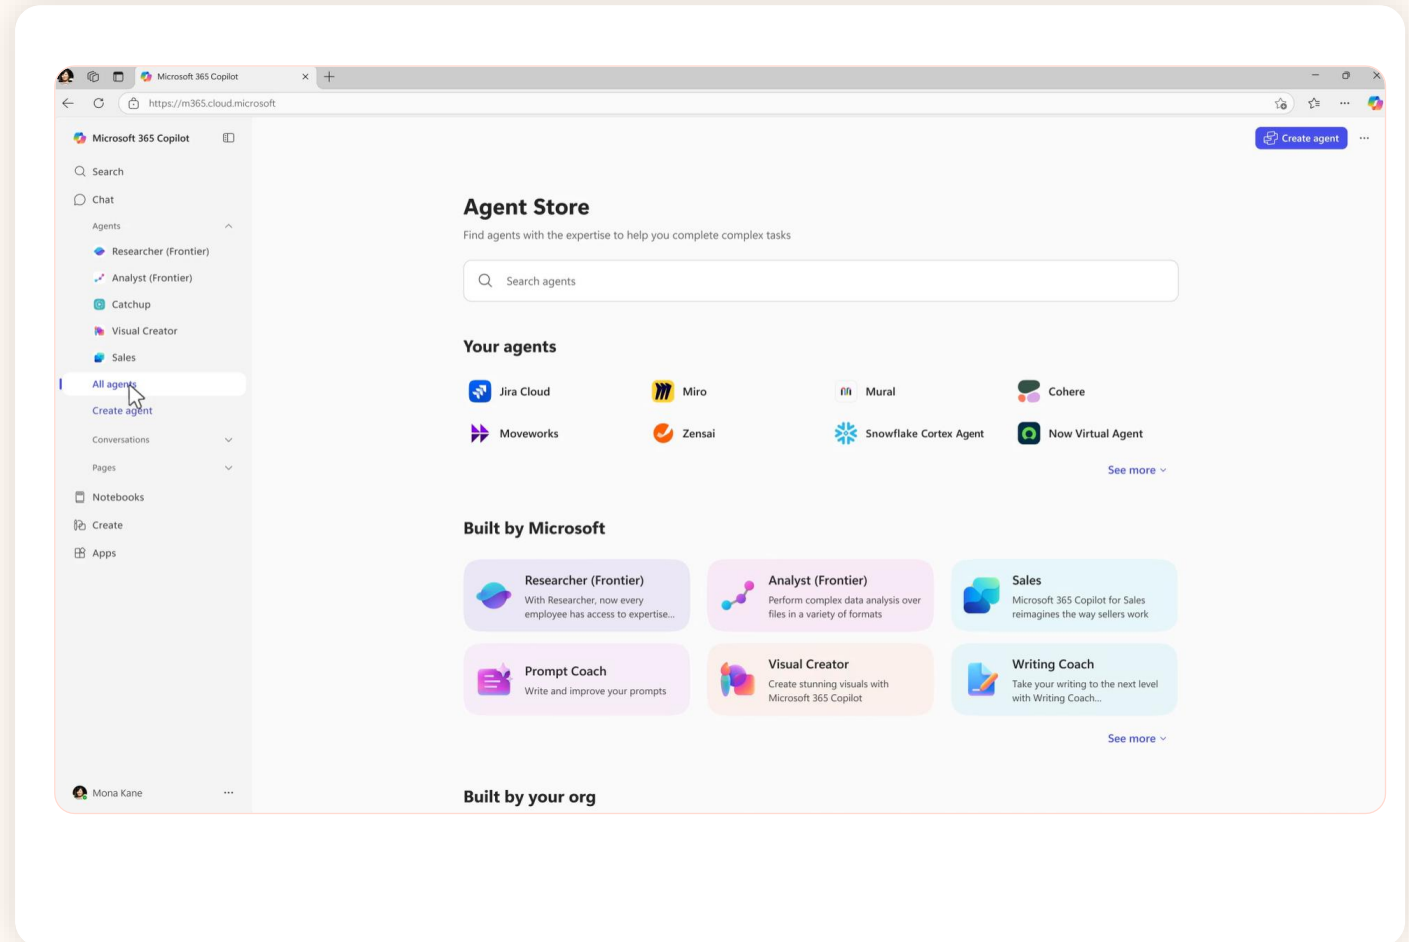 Microsoft 365 Copilot
https://m365.cloud.microsoft
Microsoft 365 Copilot
Create agent
Search
Chat
Agents
Researcher (Frontier)
Analyst (Frontier)
Catchup
Visual Creator
Sales
All agents
Create agent
Conversations
Pages
Notebooks
Create
Apps
Mona Kane
Agent Store
Find agents with the expertise to help you complete complex tasks
Search agents
Your agents
Jira Cloud
Miro
Mural
Cohere
Moveworks
Zensai
Snowflake Cortex Agent
Now Virtual Agent
See more
Built by Microsoft
Researcher (Frontier)
With Researcher, now every
employee has access to expertise...
Analyst (Frontier)
Perform complex data analysis over
files in a variety of formats
Sales
Microsoft 365 Copilot for Sales
reimagines the way sellers work
Prompt Coach
Write and improve your prompts
Visual Creator
Create stunning visuals with
Microsoft 365 Copilot
Writing Coach
Take your writing to the next level
with Writing Coach...
See more
Built by your org